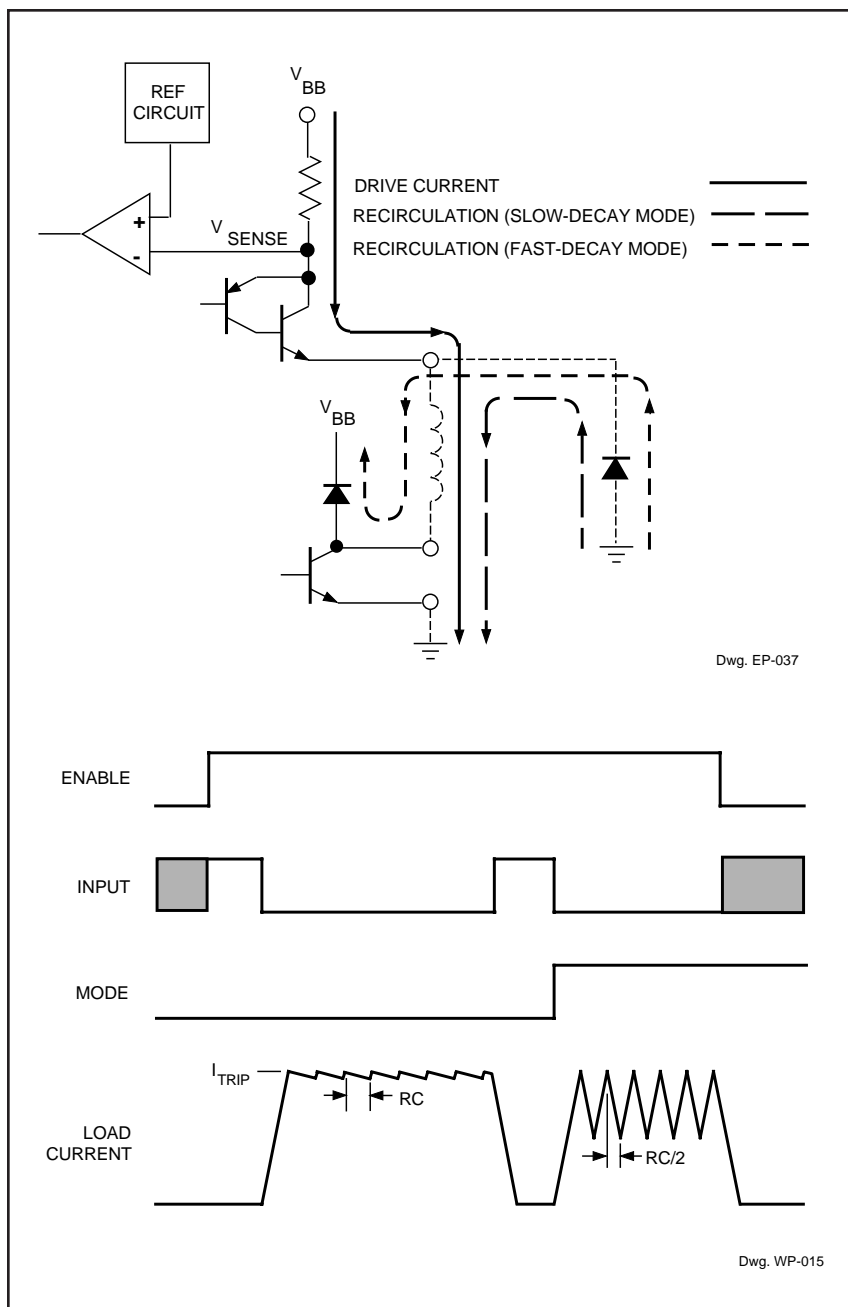 REF
CIRCUIT
V BB
DRIVE CURRENT
RECIRCULATION (SLOW-DECAY MODE)
RECIRCULATION (FAST-DECAY MODE)
+
-
V SENSE
V BB
Dwg. EP-037
ENABLE
INPUT
MODE
I TRIP
RC
LOAD
CURRENT
RC/2
Dwg. WP-015